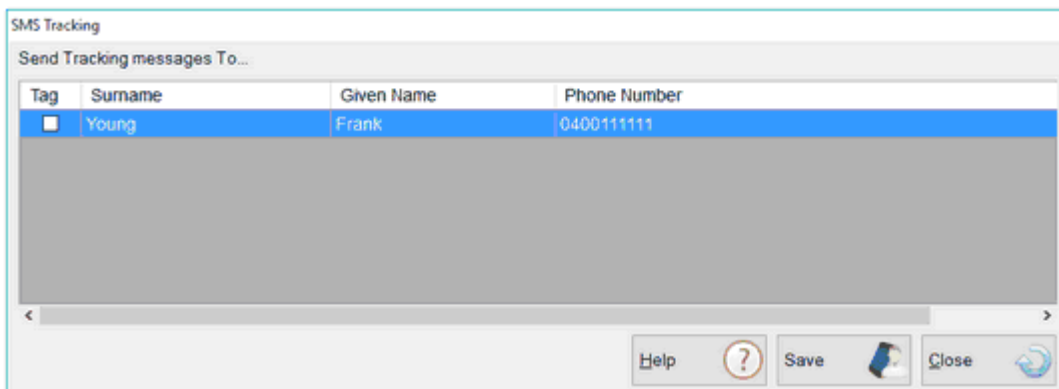 SMS Tracking
Send Tracking messages To...
Tag Surname Given Name Phone Number
Young Frank 0400111111
Help ? Save Close